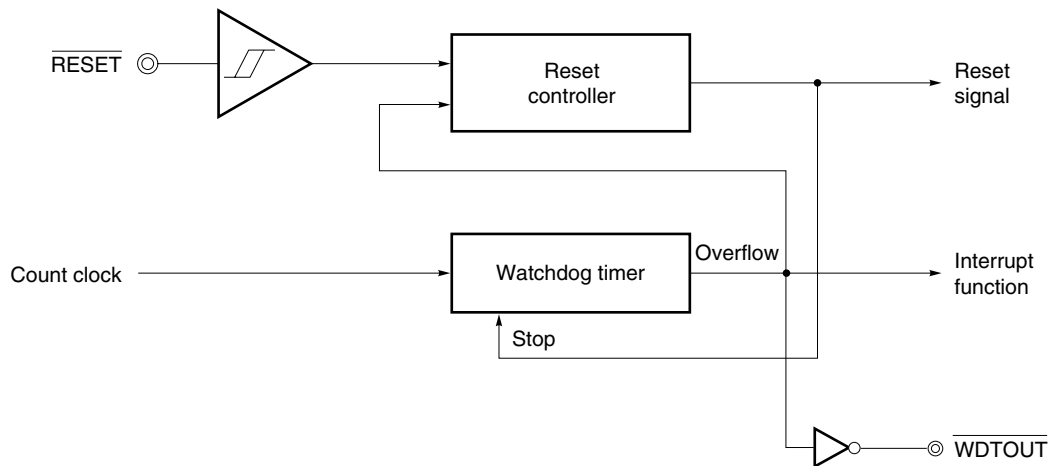 RESET
Reset
controller
Reset
signal
Count clock
Watchdog timer
Overflow
Interrupt
function
Stop
WDTOUT